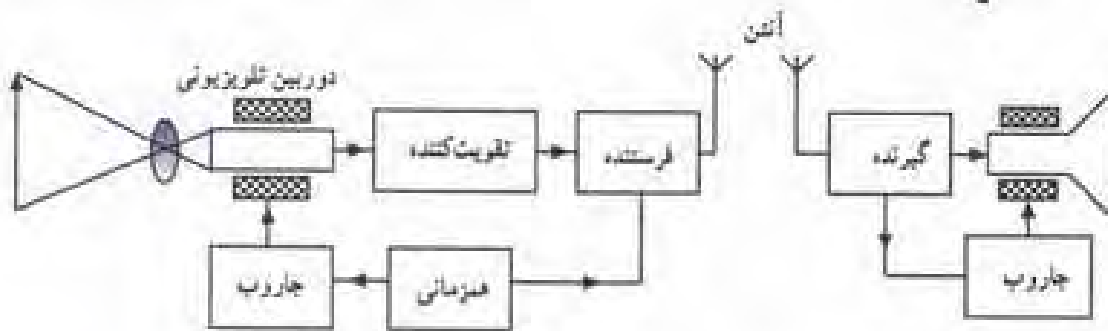 آنتن
دوربین تلویزیونی
تقویت‌کننده
فرستنده
گیرنده
جاروب
همزمانی
جاروب